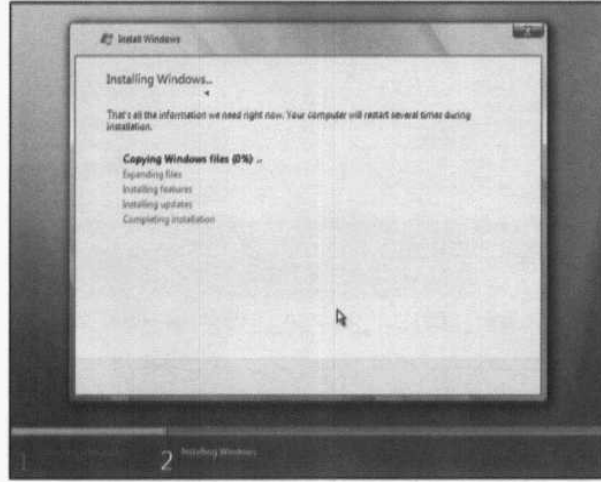 Install Windows
Installing Windows...
That's all the information we need right now. Your computer will restart several times during
installation.
Copying Windows files (0%) ...
Expanding files
Installing features
Installing updates
Completing installation
1
2 Installing Windows